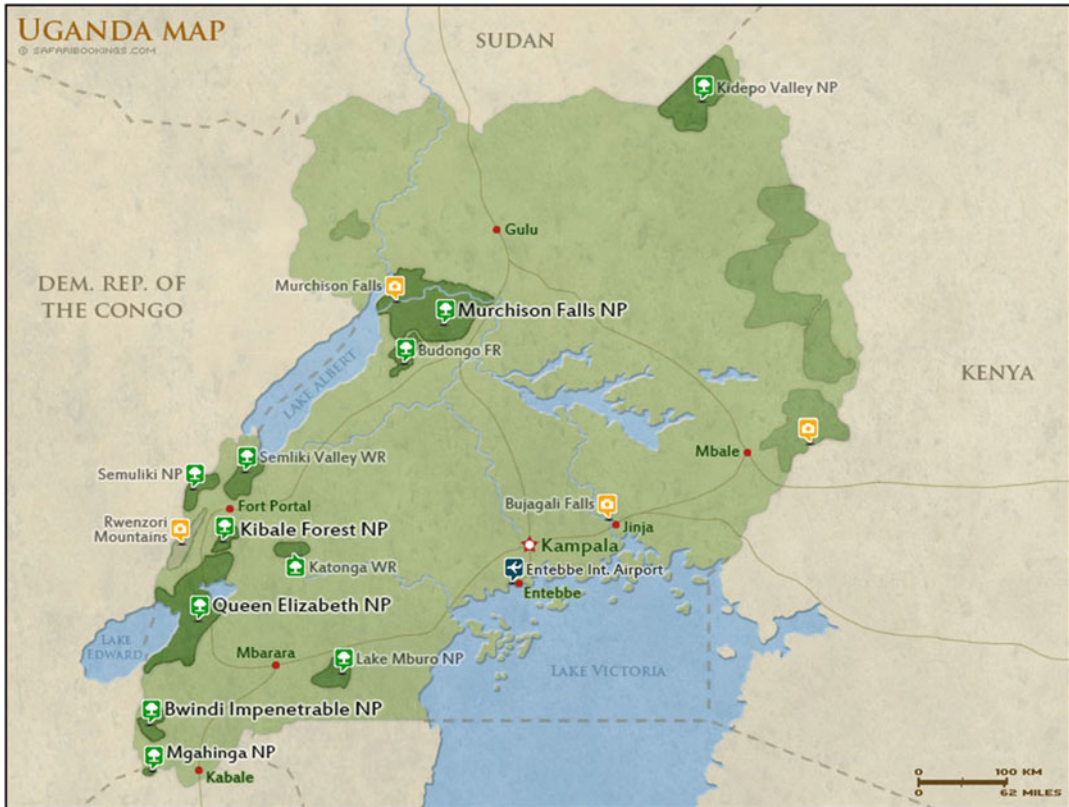 UGANDA MAP
© SAFARIBOOKINGS.COM
SUDAN
Kidepo Valley NP
Gulu
DEM. REP. OF
THE CONGO
Murchison Falls
Murchison Falls NP
Budongo FR
LAKE ALBERT
KENYA
Mbale
Semliki Valley WR
Semuliki NP
Fort Portal
Bujagali Falls
Rwenzori
Mountains
Kibale Forest NP
Jinja
Kampala
Katonga WR
Entebbe Int. Airport
Entebbe
Queen Elizabeth NP
LAKE
EDWARD
Mbarara
Lake Mburo NP
LAKE VICTORIA
Bwindi Impenetrable NP
Mgahinga NP
Kabale
0 100 KM
0 62 MILES